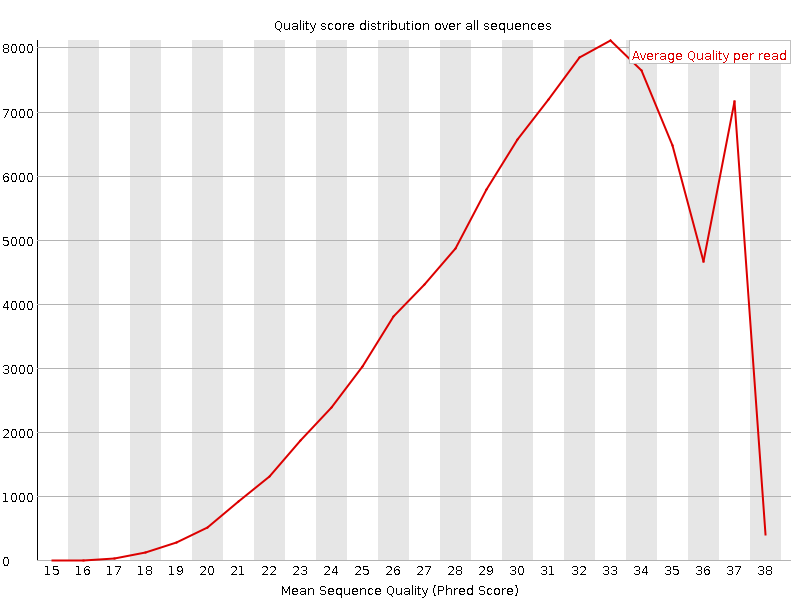 Quality score distribution over all sequences
Average Quality per read
8000
7000
6000
5000
4000
3000
2000
1000
0
15 16 17 18 19 20 21 22 23 24 25 26 27 28 29 30 31 32 33 34 35 36 37 38
Mean Sequence Quality (Phred Score)